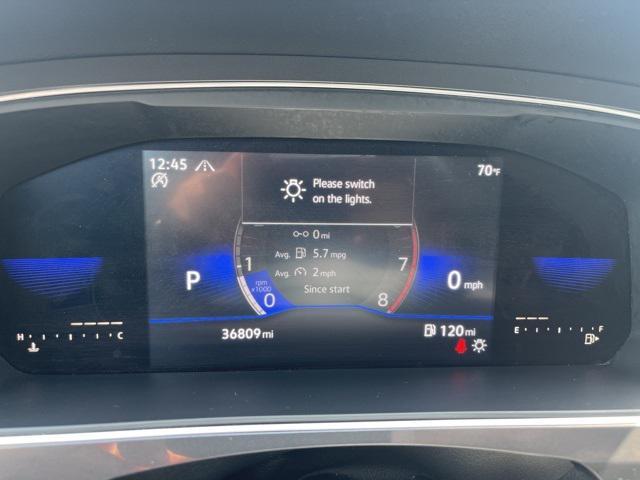 12:45
70°F
Please switch
on the lights.
0 mi
Avg. 5.7 mpg
Avg. 2 mph
Since start
1
rpm
x1000
0
7
8
P
0 mph
36809 mi
120 mi
H C
E F